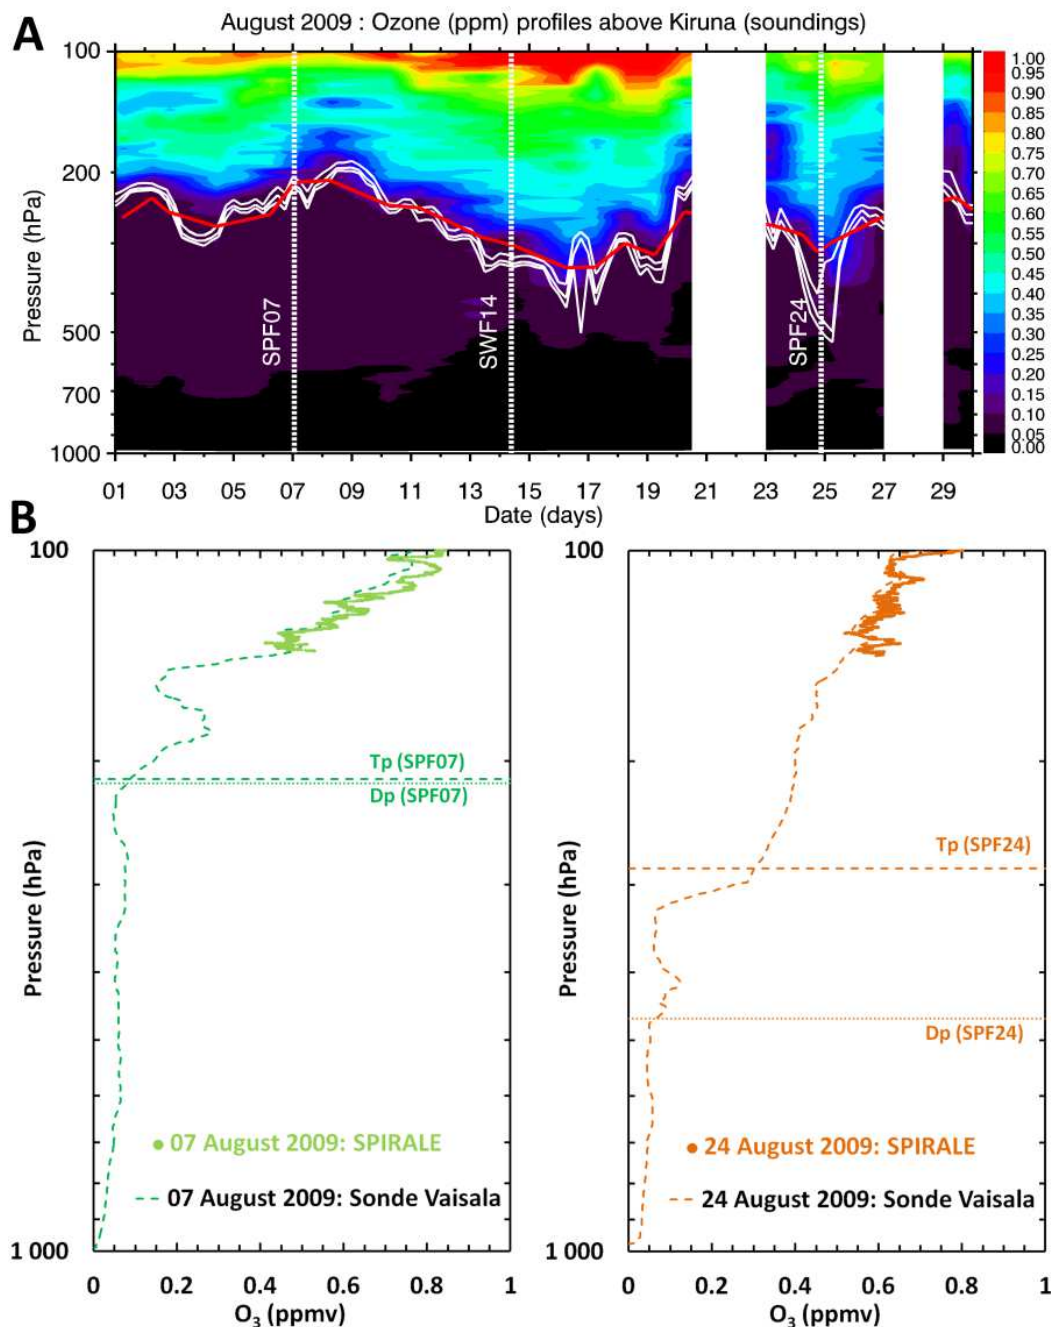 A
August 2009 : Ozone (ppm) profiles above Kiruna (soundings)
Pressure (hPa)
100
200
300
500
700
1000
SPF07
SWF14
SPF24
1.00
0.95
0.90
0.85
0.80
0.75
0.70
0.65
0.60
0.55
0.50
0.45
0.40
0.35
0.30
0.25
0.20
0.15
0.10
0.05
0.00
01 03 05 07 09 11 13 15 17 19 21 23 25 27 29
Date (days)
B
100
Pressure (hPa)
Tp (SPF07)
Dp (SPF07)
07 August 2009: SPIRALE
07 August 2009: Sonde Vaisala
1 000
0 0.2 0.4 0.6 0.8 1
O3 (ppmv)
100
Pressure (hPa)
Tp (SPF24)
Dp (SPF24)
24 August 2009: SPIRALE
24 August 2009: Sonde Vaisala
1 000
0 0.2 0.4 0.6 0.8 1
O3 (ppmv)